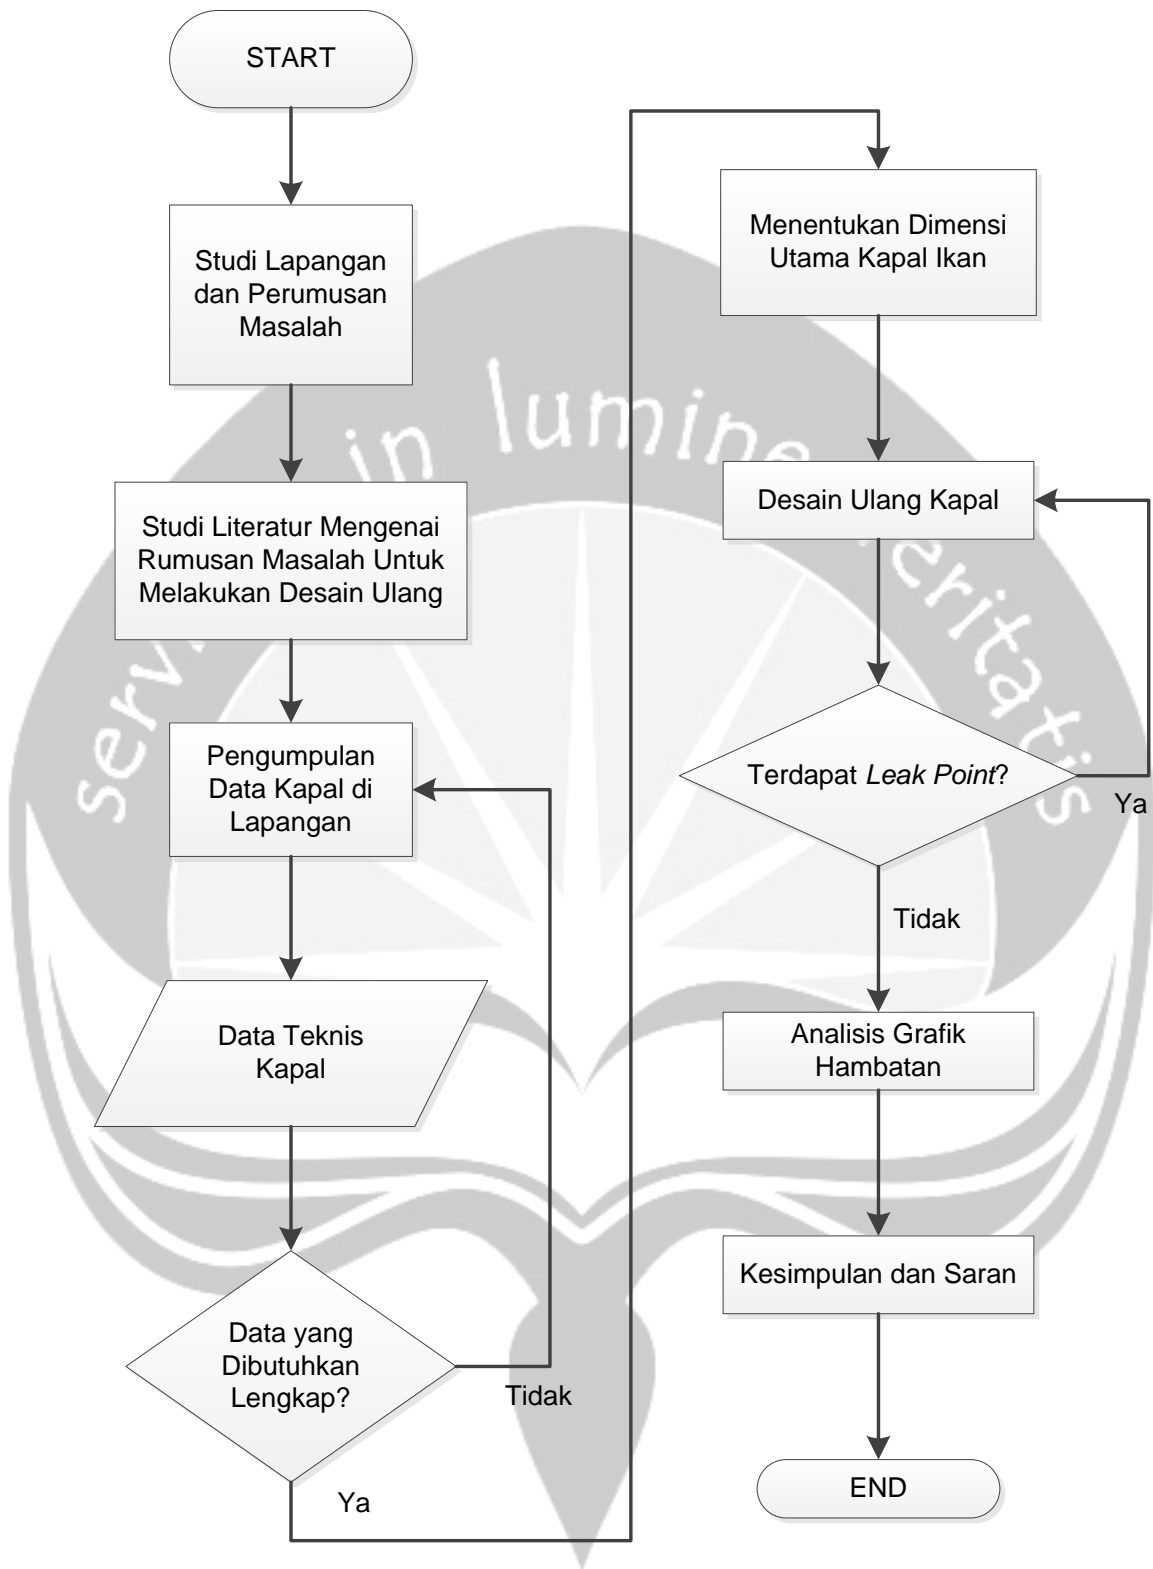 START
Studi Lapangan
dan Perumusan
Masalah
Studi Literatur Mengenai
Rumusan Masalah Untuk
Melakukan Desain Ulang
Pengumpulan
Data Kapal di
Lapangan
Data Teknis
Kapal
Data yang
Dibutuhkan
Lengkap?
Tidak
Ya
Menentukan Dimensi
Utama Kapal Ikan
Desain Ulang Kapal
Terdapat Leak Point?
Ya
Tidak
Analisis Grafik
Hambatan
Kesimpulan dan Saran
END
in lumine